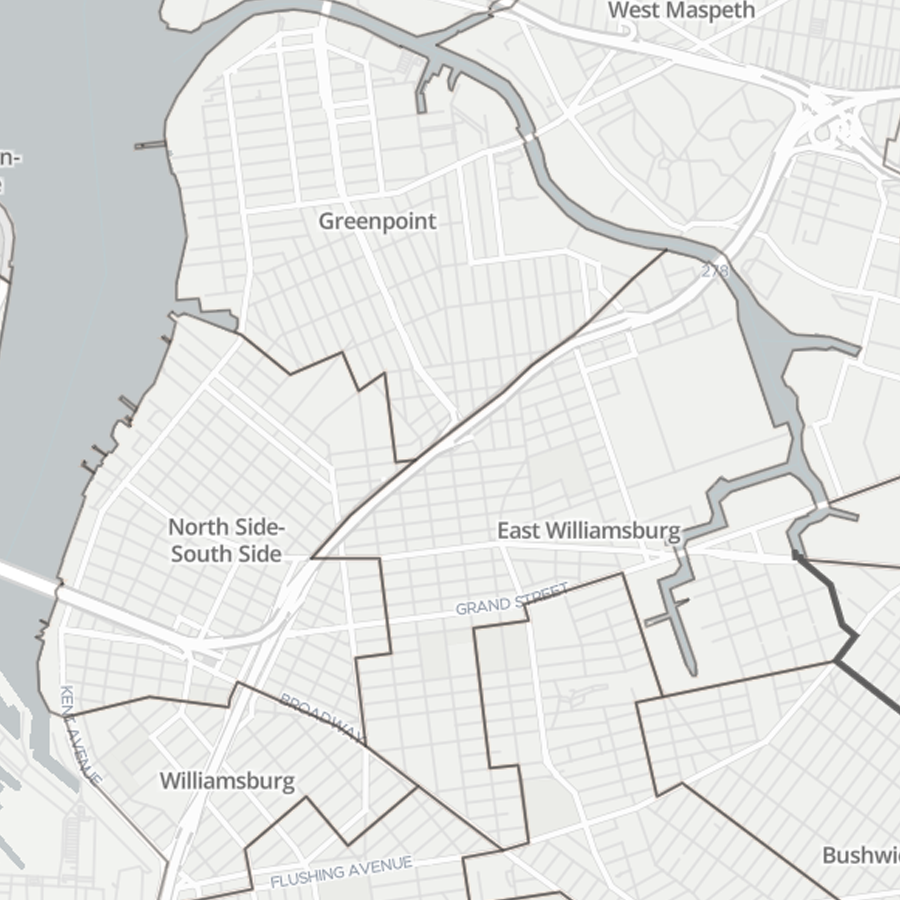 West Maspeth
n-
Greenpoint
278
North Side-
South Side
East Williamsburg
GRAND STREET
KENT AVENUE
BROADWAY
Williamsburg
Bushwi
FLUSHING AVENUE